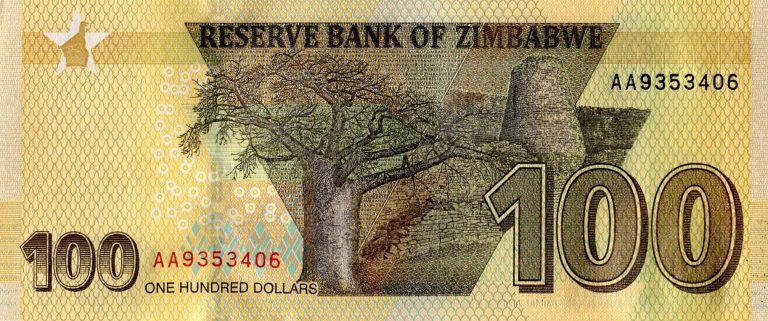 RESERVE BANK OF ZIMBABWE
AA9353406
100
100 AA9353406
ONE HUNDRED DOLLARS